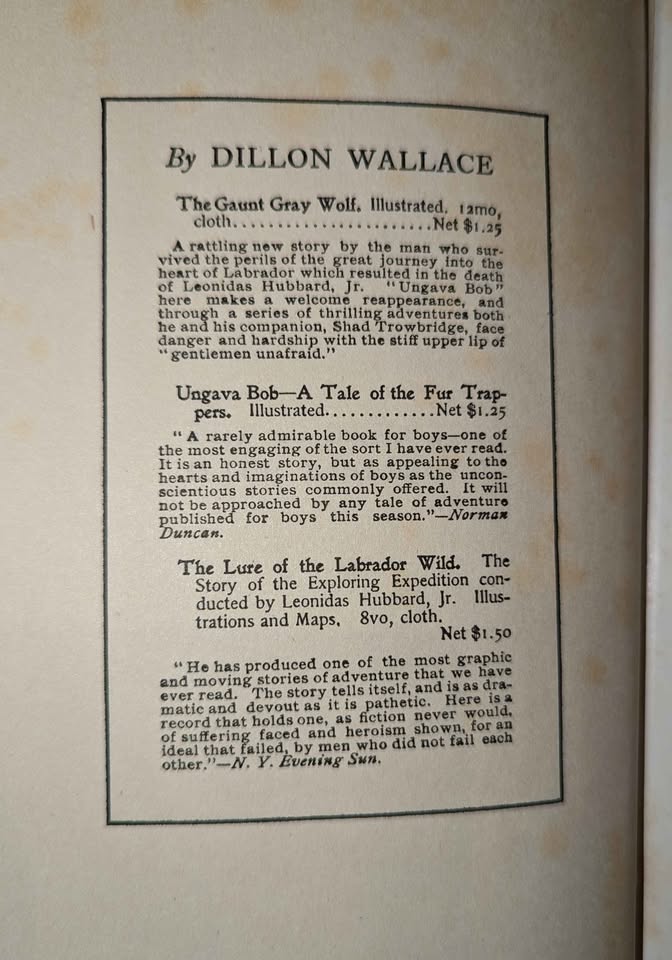 By DILLON WALLACE
The Gaunt Gray Wolf. Illustrated. 12mo,
cloth.......................Net $1.25
A rattling new story by the man who sur-
vived the perils of the great journey into the
heart of Labrador which resulted in the death
of Leonidas Hubbard, Jr. "Ungava Bob"
here makes a welcome reappearance, and
through a series of thrilling adventures both
he and his companion, Shad Trowbridge, face
danger and hardship with the stiff upper lip of
"gentlemen unafraid."
Ungava Bob—A Tale of the Fur Trap-
pers. Illustrated.............Net $1.25
"A rarely admirable book for boys—one of
the most engaging of the sort I have ever read.
It is an honest story, but as appealing to the
hearts and imaginations of boys as the uncon-
scientious stories commonly offered. It will
not be approached by any tale of adventure
published for boys this season."—Norman
Duncan.
The Lure of the Labrador Wild. The
Story of the Exploring Expedition con-
ducted by Leonidas Hubbard, Jr. Illus-
trations and Maps. 8vo, cloth.
Net $1.50
"He has produced one of the most graphic
and moving stories of adventure that we have
ever read. The story tells itself, and is as dra-
matic and devout as it is pathetic. Here is a
record that holds one, as fiction never would,
of suffering faced and heroism shown, for an
ideal that failed, by men who did not fail each
other."—N. Y. Evening Sun.